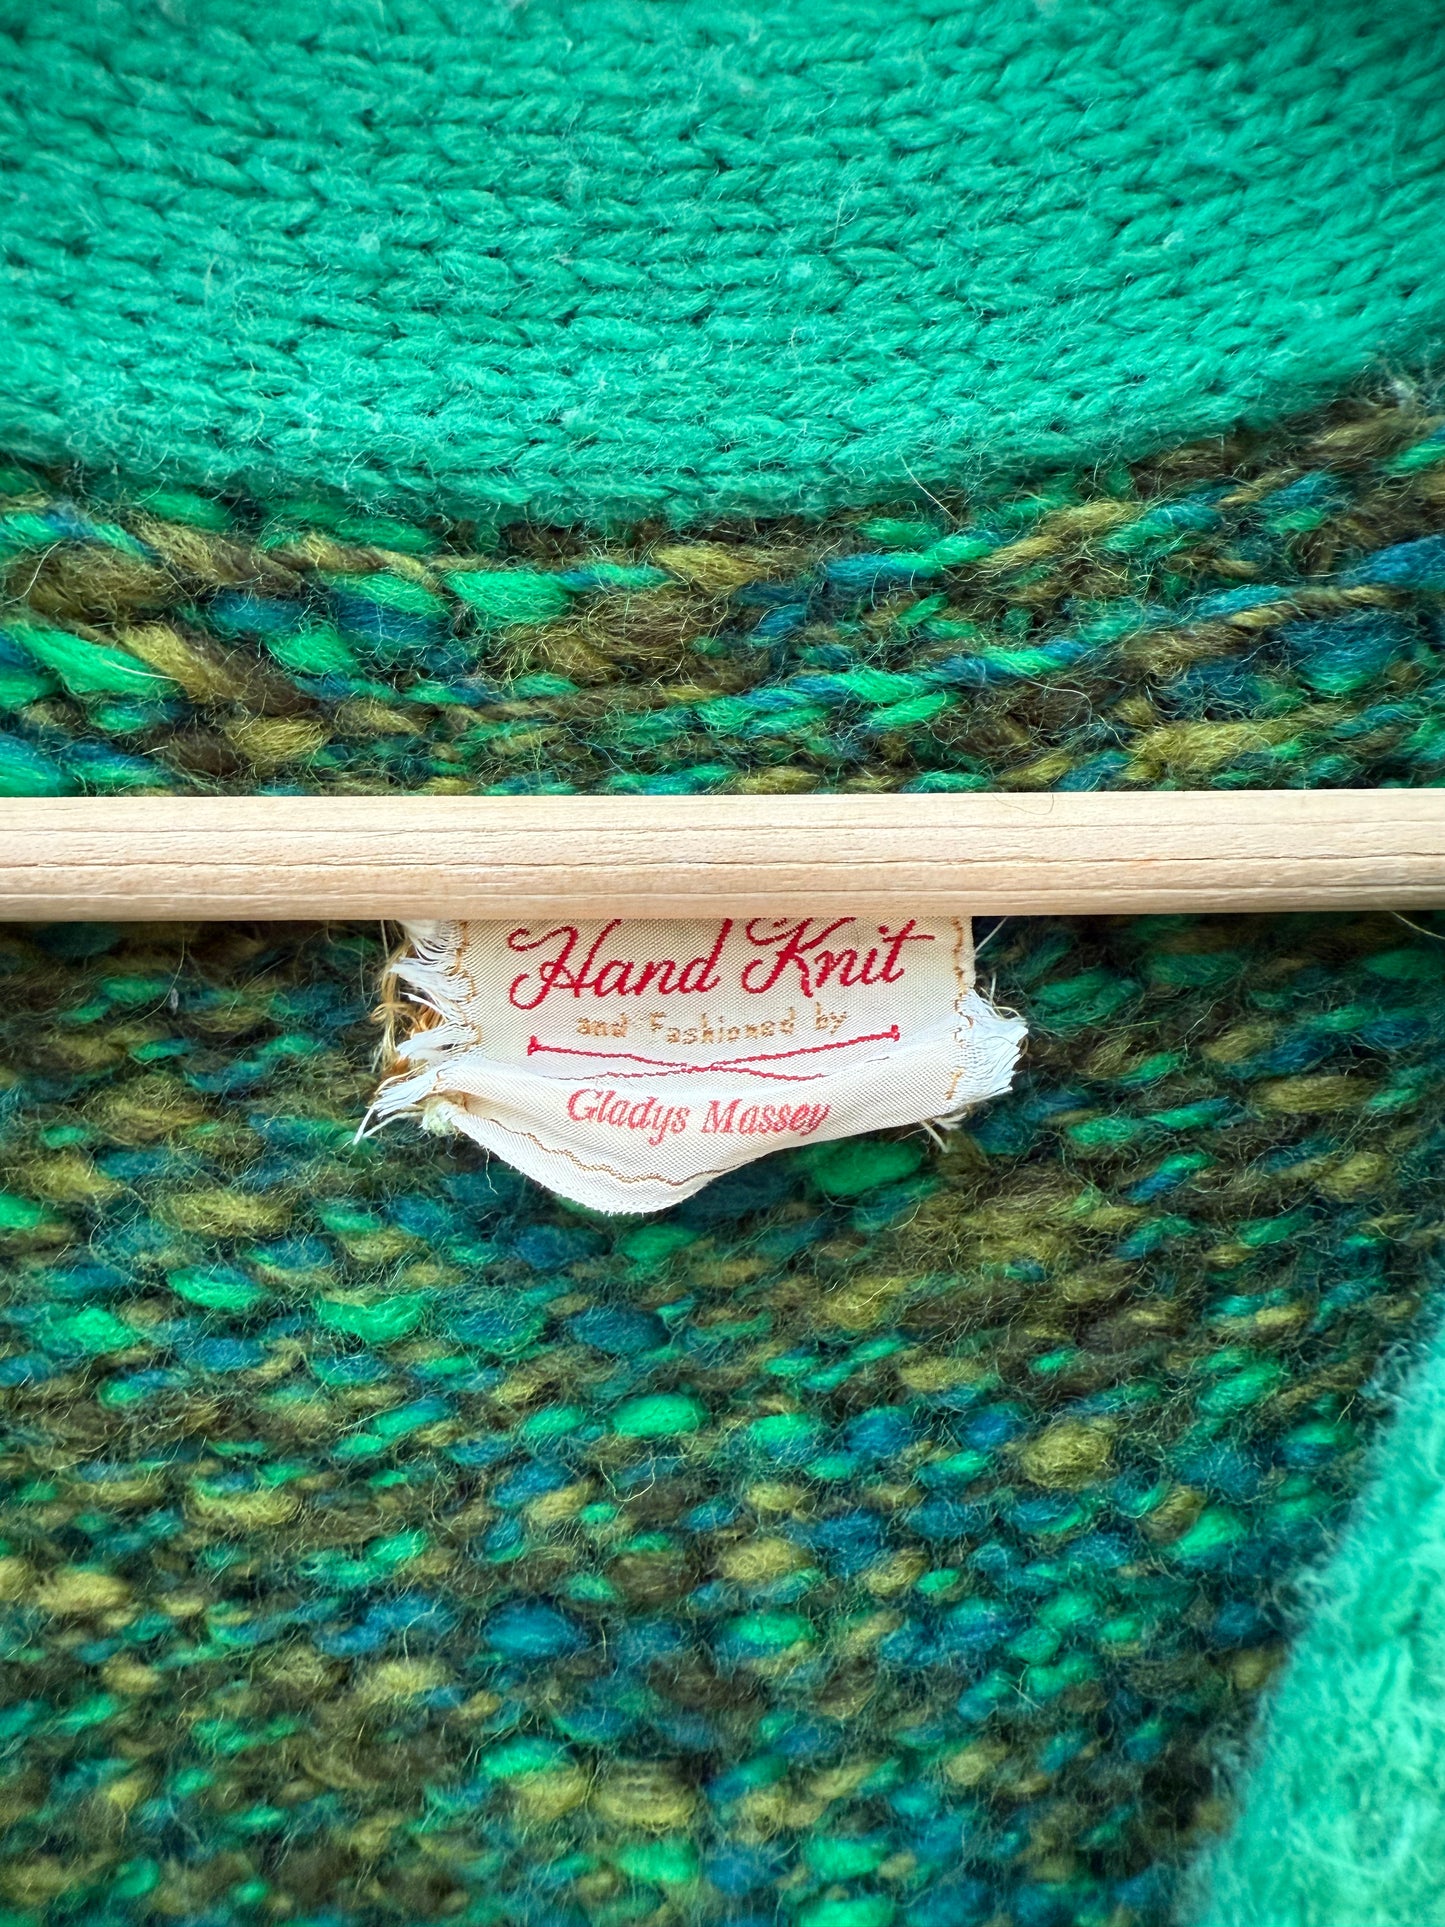 Hand Knit
and Fashioned by
Gladys Massey